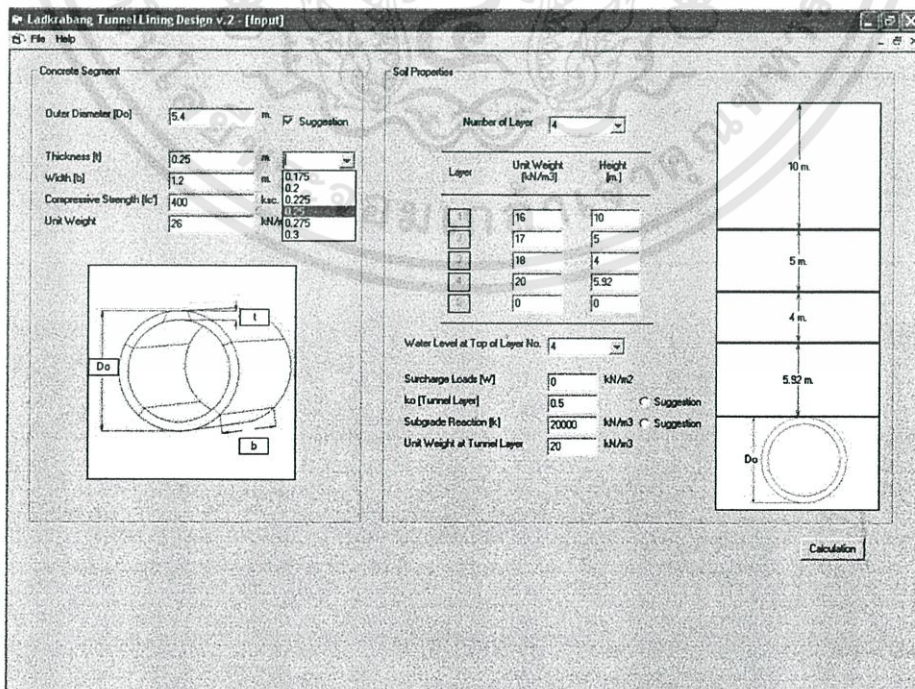 Ladkrabang Tunnel Lining Design v.2 - [Input]
File Help
Concrete Segment
Outer Diameter [Do] 5.4 m. Suggestion
Thickness [t] 0.25 m.
Width [b] 1.2 m.
Compressive Strength [fc'] 400 ksc.
Unit Weight 26
0.175
0.2
0.225
0.25
0.275
0.3
t
Do
b
Soil Properties
Number of Layer 4
Layer Unit Weight [kN/m3] Height [m.]
1 16 10
2 17 5
3 18 4
4 20 5.92
5 0 0
Water Level at Top of Layer No. 4
Surcharge Loads [W] 0 kN/m2
ko [Tunnel Layer] 0.5 Suggestion
Subgrade Reaction [k] 20000 kN/m3 Suggestion
Unit Weight at Tunnel Layer 20 kN/m3
10 m.
5 m.
4 m.
5.92 m.
Do
Calculation